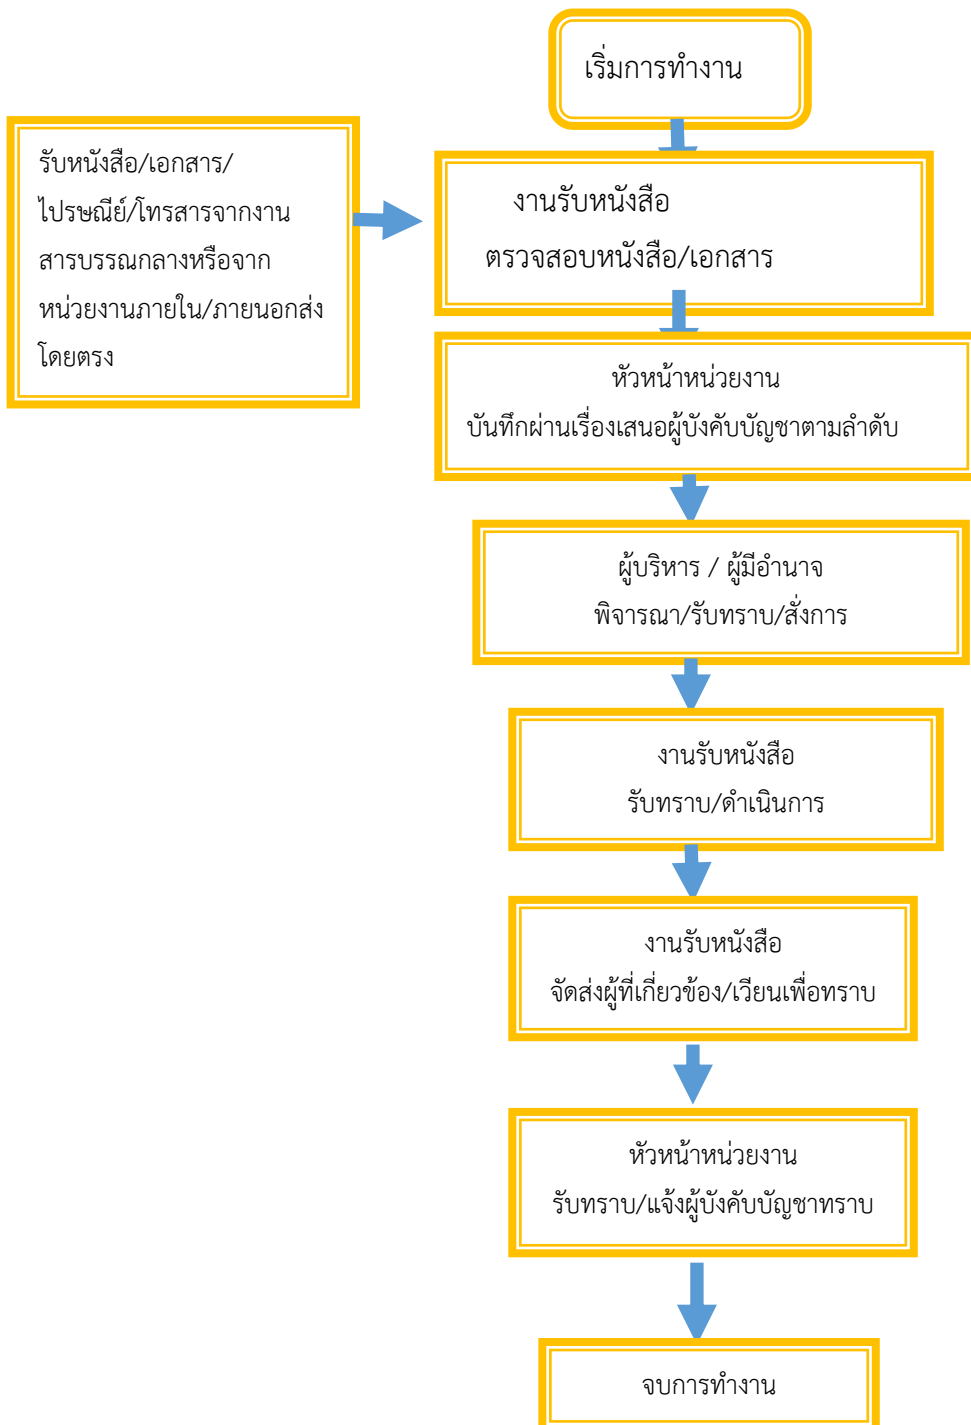 เริ่มการทำงาน
รับหนังสือ/เอกสาร/
ไปรษณีย์/โทรสารจากงาน
สารบรรณกลางหรือจาก
หน่วยงานภายใน/ภายนอกส่ง
โดยตรง
งานรับหนังสือ
ตรวจสอบหนังสือ/เอกสาร
หัวหน้าหน่วยงาน
บันทึกผ่านเรื่องเสนอผู้บังคับบัญชาตามลำดับ
ผู้บริหาร / ผู้มีอำนาจ
พิจารณา/รับทราบ/สั่งการ
งานรับหนังสือ
รับทราบ/ดำเนินการ
งานรับหนังสือ
จัดส่งผู้ที่เกี่ยวข้อง/เวียนเพื่อทราบ
หัวหน้าหน่วยงาน
รับทราบ/แจ้งผู้บังคับบัญชาทราบ
จบการทำงาน